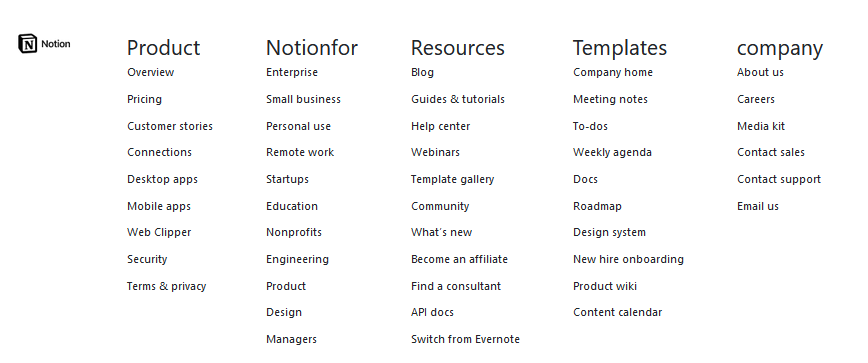 Notion
Product
Overview
Pricing
Customer stories
Connections
Desktop apps
Mobile apps
Web Clipper
Security
Terms & privacy
Notionfor
Enterprise
Small business
Personal use
Remote work
Startups
Education
Nonprofits
Engineering
Product
Design
Managers
Resources
Blog
Guides & tutorials
Help center
Webinars
Template gallery
Community
What's new
Become an affiliate
Find a consultant
API docs
Switch from Evernote
Templates
Company home
Meeting notes
To-dos
Weekly agenda
Docs
Roadmap
Design system
New hire onboarding
Product wiki
Content calendar
company
About us
Careers
Media kit
Contact sales
Contact support
Email us